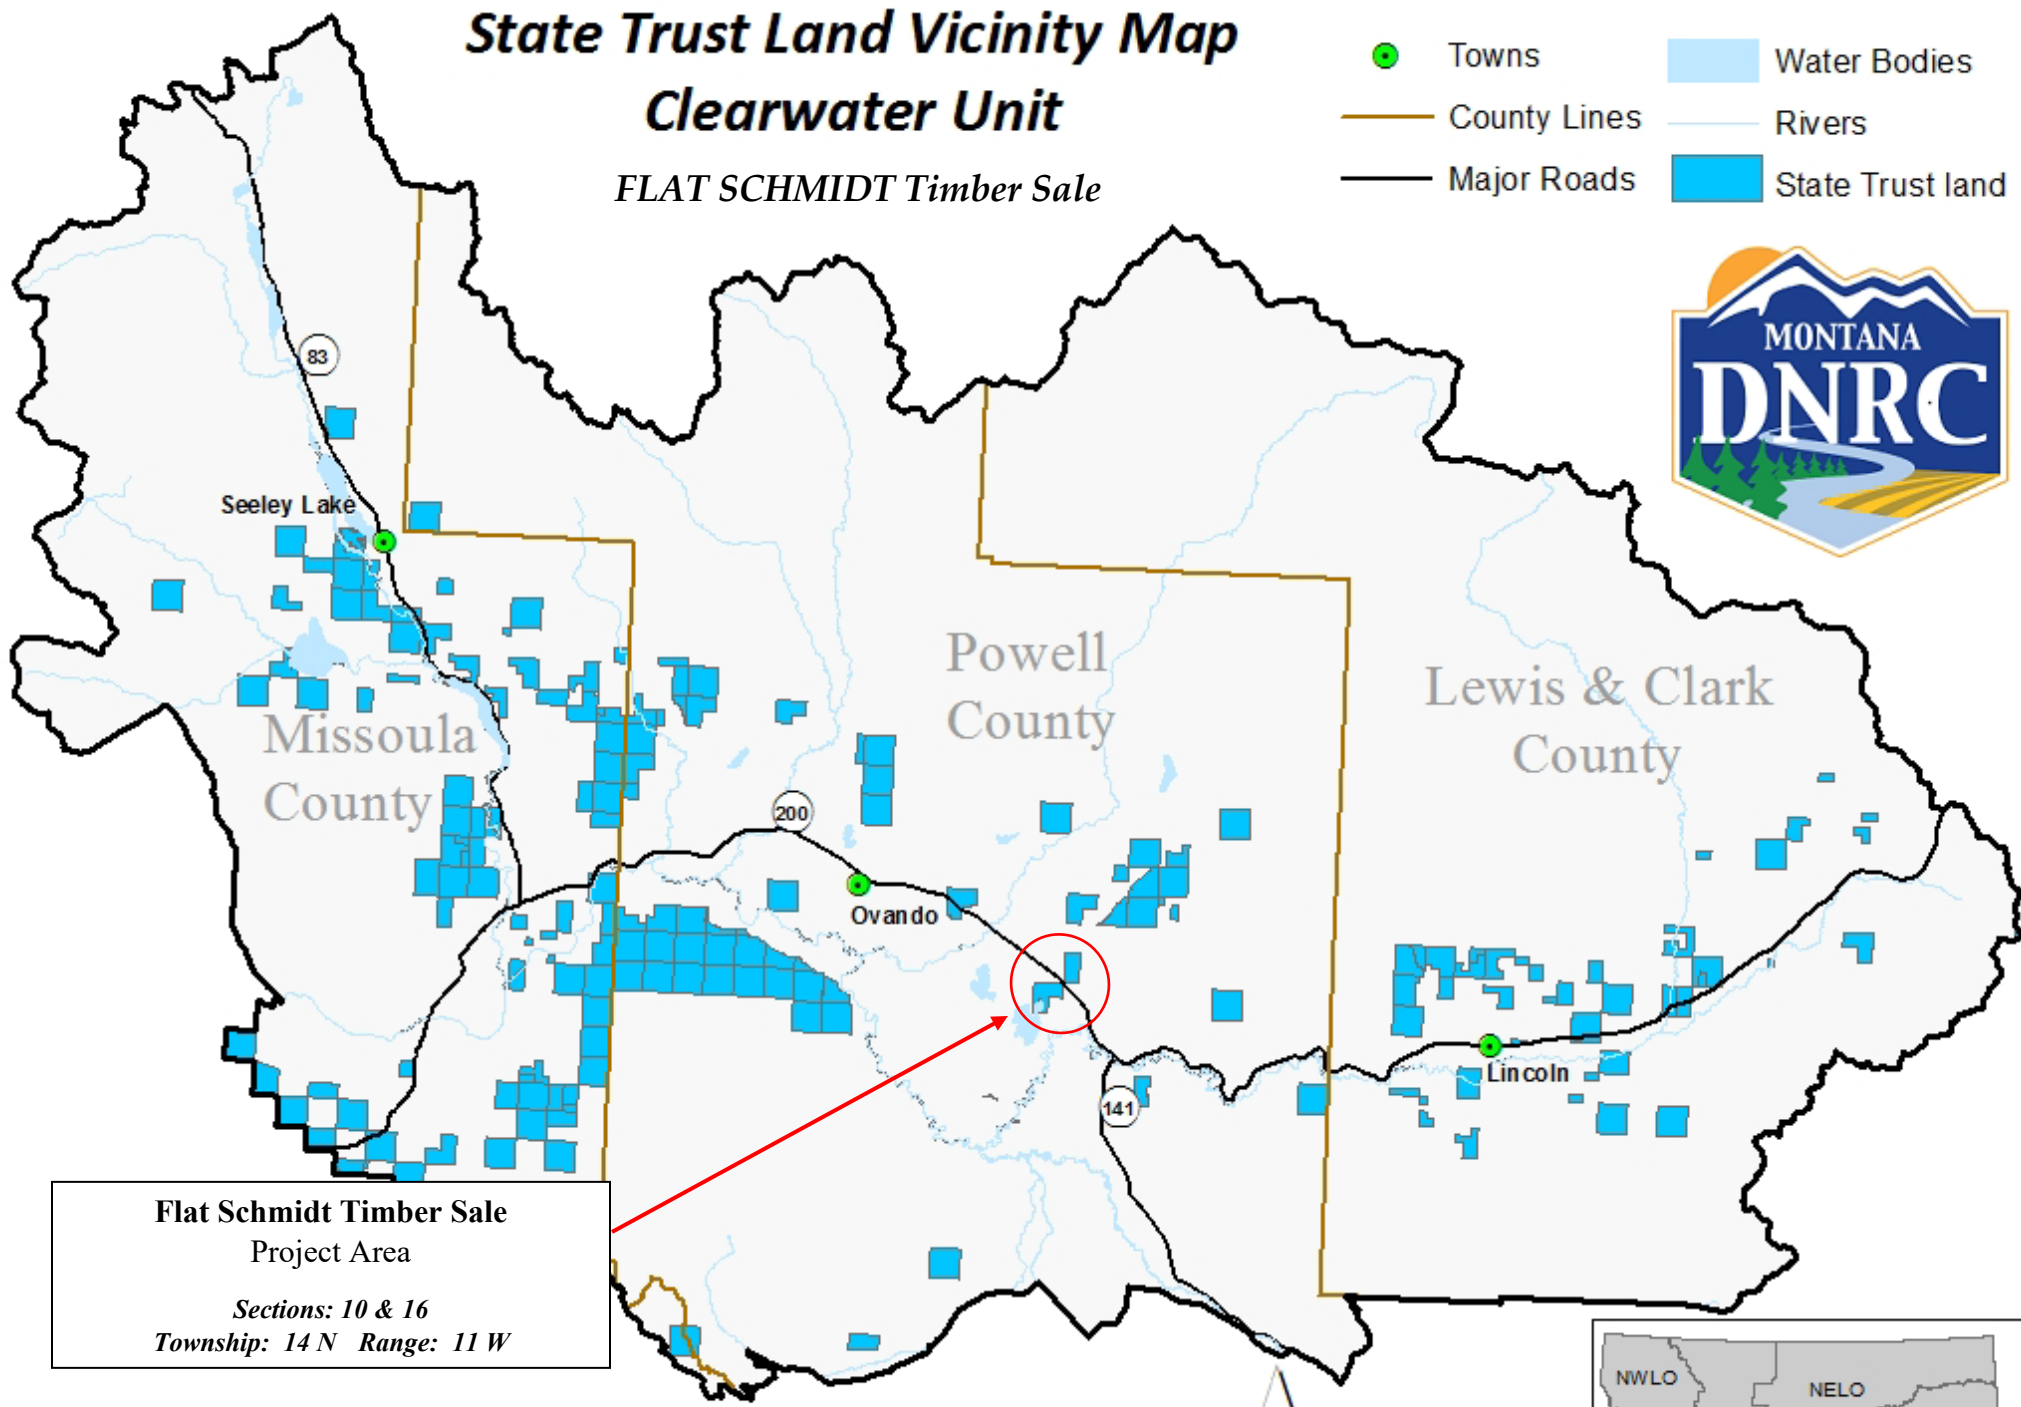 State Trust Land Vicinity Map
Clearwater Unit
FLAT SCHMIDT Timber Sale
Towns
County Lines
Major Roads
Water Bodies
Rivers
State Trust land
MONTANA
DNRC
83
Seeley Lake
Powell
County
Lewis & Clark
County
Missoula
County
200
Ovando
Lincoln
141
Flat Schmidt Timber Sale
Project Area
Sections: 10 & 16
Township: 14 N Range: 11 W
NWLO
NELO